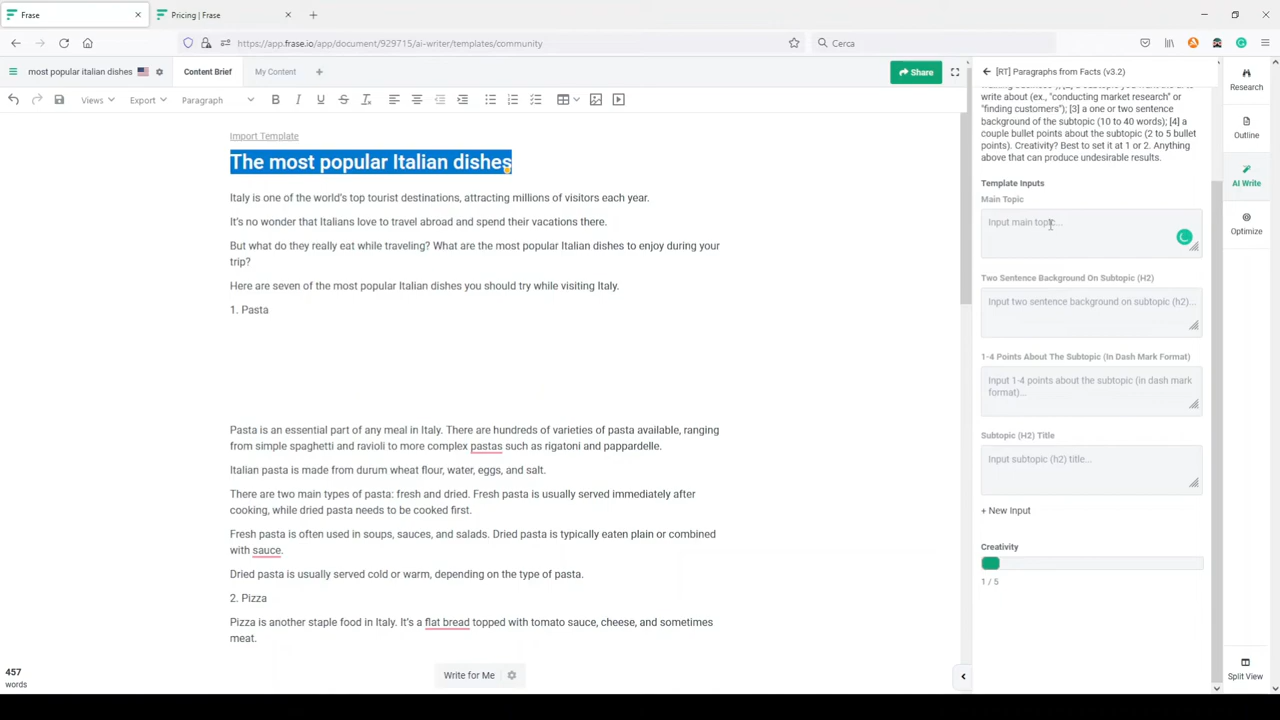 Frase
Pricing | Frase
https://app.frase.io/app/document/929715/ai-writer/templates/community
Cerca
most popular italian dishes
Content Brief
My Content
Share
[RT] Paragraphs from Facts (v3.2)
Research
Views
Export
Paragraph
write about (ex., "conducting market research" or
"finding customers"); [3] a one or two sentence
background of the subtopic (10 to 40 words); [4] a
couple bullet points about the subtopic (2 to 5 bullet
points). Creativity? Best to set it at 1 or 2. Anything
above that can produce undesirable results.
Outline
Import Template
The most popular Italian dishes
Italy is one of the world's top tourist destinations, attracting millions of visitors each year.
It's no wonder that Italians love to travel abroad and spend their vacations there.
But what do they really eat while traveling? What are the most popular Italian dishes to enjoy during your
trip?
Here are seven of the most popular Italian dishes you should try while visiting Italy.
1. Pasta
Pasta is an essential part of any meal in Italy. There are hundreds of varieties of pasta available, ranging
from simple spaghetti and ravioli to more complex pastas such as rigatoni and pappardelle.
Italian pasta is made from durum wheat flour, water, eggs, and salt.
There are two main types of pasta: fresh and dried. Fresh pasta is usually served immediately after
cooking, while dried pasta needs to be cooked first.
Fresh pasta is often used in soups, sauces, and salads. Dried pasta is typically eaten plain or combined
with sauce.
Dried pasta is usually served cold or warm, depending on the type of pasta.
2. Pizza
Pizza is another staple food in Italy. It's a flat bread topped with tomato sauce, cheese, and sometimes
meat.
Template Inputs
Main Topic
Input main topic...
Two Sentence Background On Subtopic (H2)
Input two sentence background on subtopic (h2)...
1-4 Points About The Subtopic (In Dash Mark Format)
Input 1-4 points about the subtopic (in dash mark
format)...
Subtopic (H2) Title
Input subtopic (h2) title...
+ New Input
Creativity
1 / 5
AI Write
Optimize
457
words
Write for Me
Split View